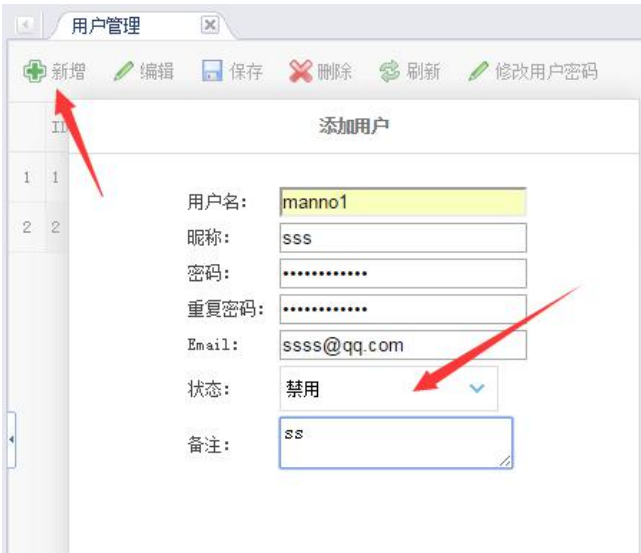 用户管理
新增 编辑 保存 删除 刷新 修改用户密码
ID
添加用户
1 1
2 2
用户名: manno1
昵称: sss
密码: ••••••••••••
重复密码: ••••••••••••
Email: ssss@qq.com
状态: 禁用
备注: ss